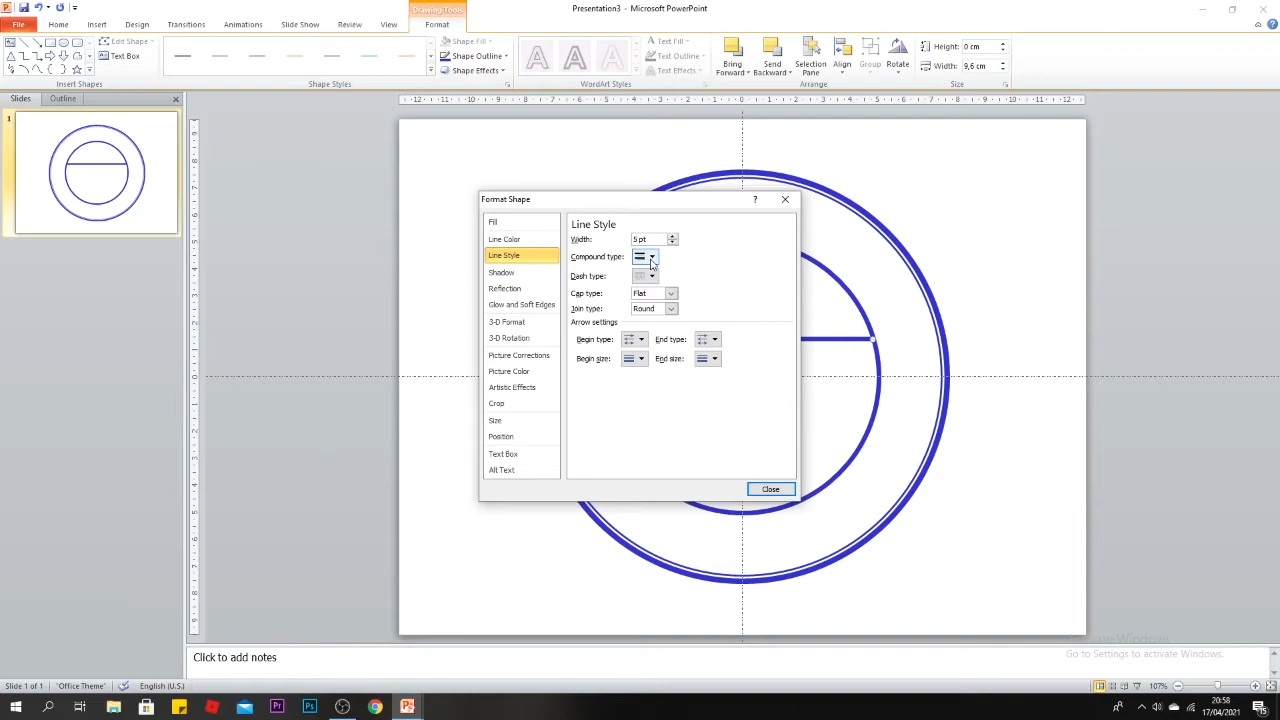 Presentation3 - Microsoft PowerPoint
Drawing Tools
File Home Insert Design Transitions Animations Slide Show Review View Format
Edit Shape
Text Box
Insert Shapes
Shape Fill
Shape Outline
Shape Effects
Shape Styles
Text Fill
Text Outline
Text Effects
WordArt Styles
Bring Forward
Send Backward
Selection Pane
Align
Group
Rotate
Arrange
Height: 0 cm
Width: 9,6 cm
Size
Slides Outline
1
Format Shape
Fill
Line Color
Line Style
Shadow
Reflection
Glow and Soft Edges
3-D Format
3-D Rotation
Picture Corrections
Picture Color
Artistic Effects
Crop
Size
Position
Text Box
Alt Text
Line Style
Width: 5 pt
Compound type:
Dash type:
Cap type: Flat
Join type: Round
Arrow settings
Begin type: End type:
Begin size: End size:
Close
Go to Settings to activate Windows.
Click to add notes
Slide 1 of 1 'Office Theme' English (U.S.) 107%
20:58
17/04/2021